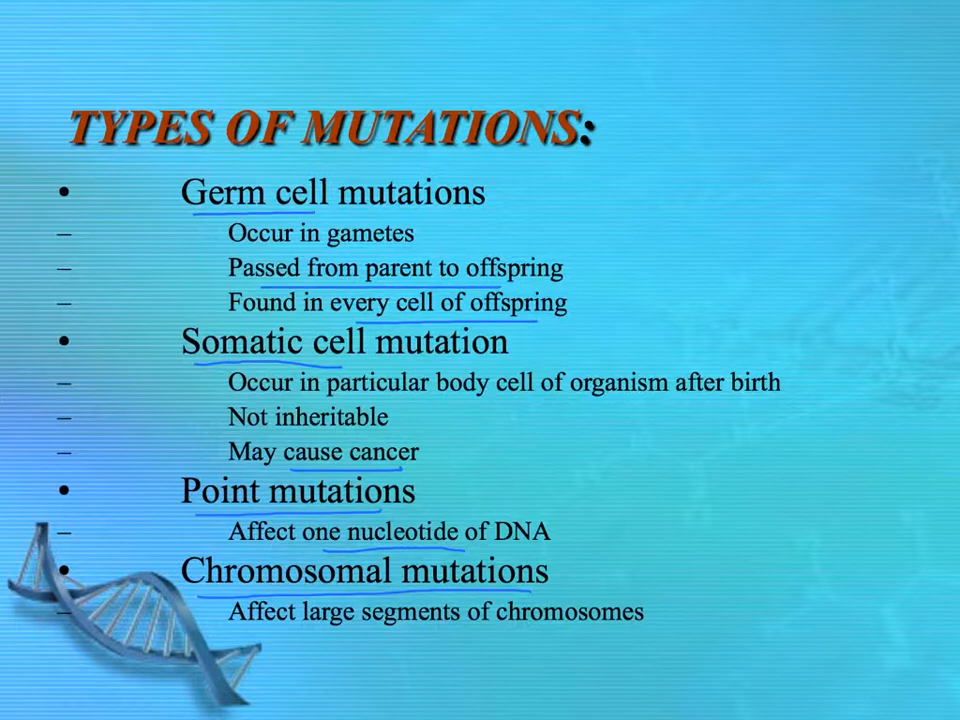 TYPES OF MUTATIONS:
• Germ cell mutations
– Occur in gametes
– Passed from parent to offspring
– Found in every cell of offspring
• Somatic cell mutation
– Occur in particular body cell of organism after birth
– Not inheritable
– May cause cancer
• Point mutations
– Affect one nucleotide of DNA
• Chromosomal mutations
– Affect large segments of chromosomes